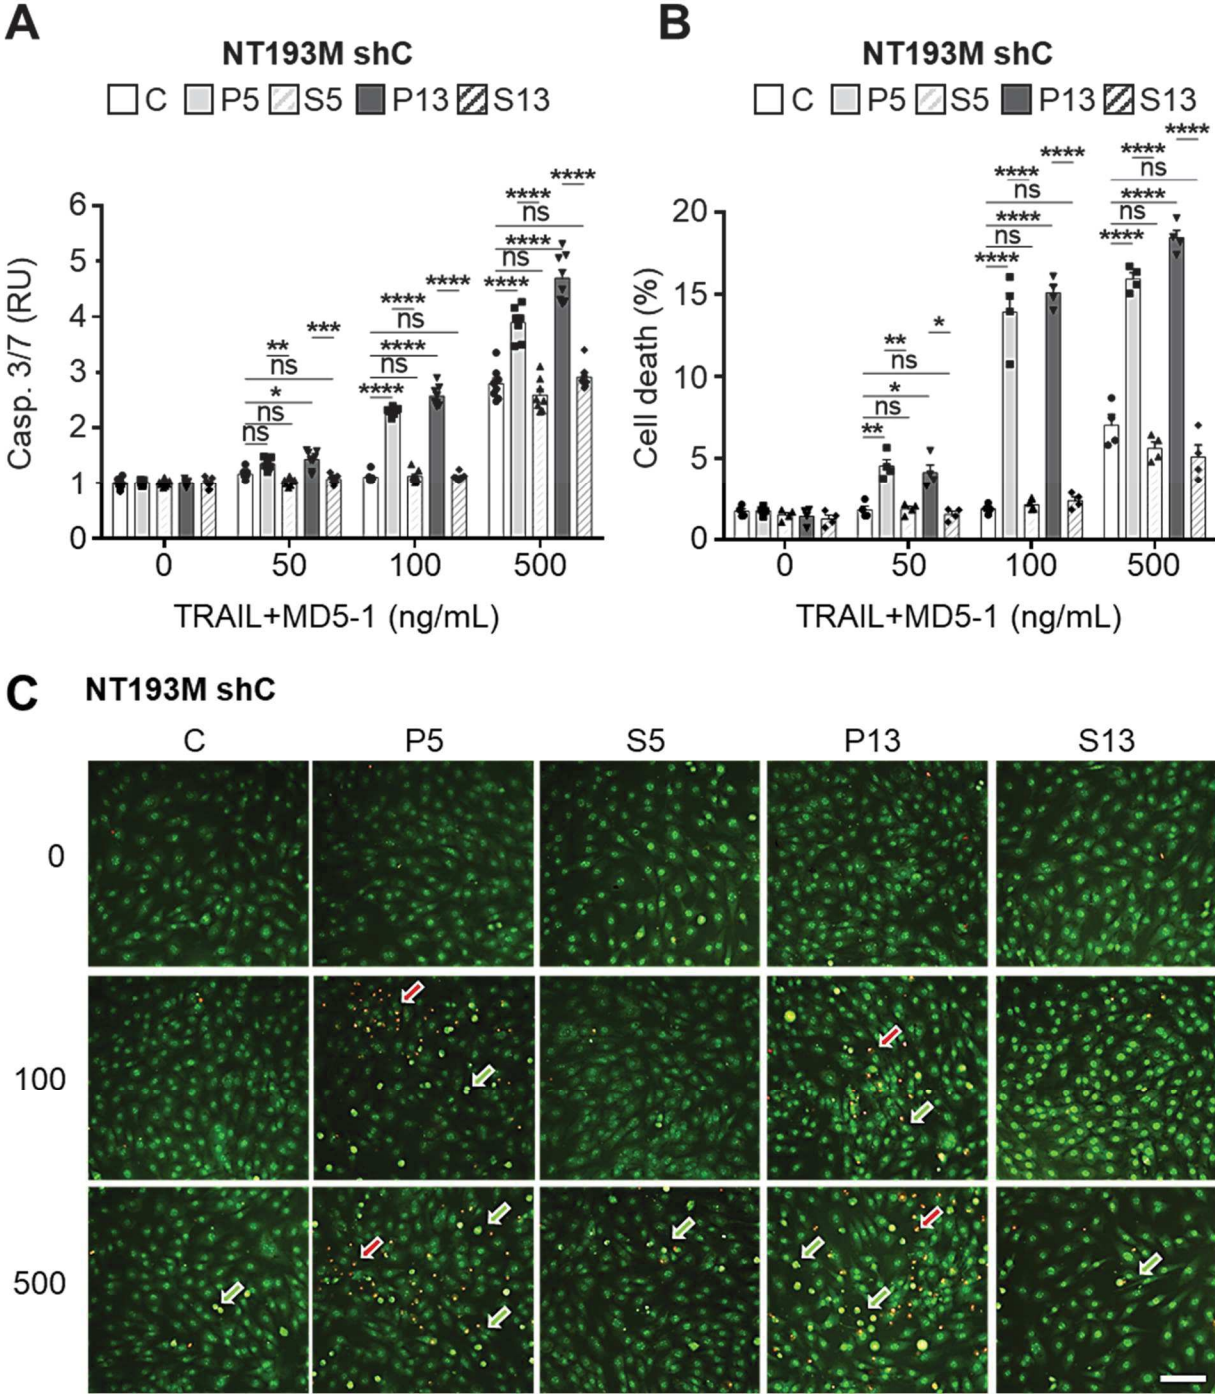 A
NT193M shC
C P5 S5 P13 S13
Casp. 3/7 (RU)
6
5
4
3
2
1
0
ns
ns
*
ns
**
***
****
ns
****
ns
****
****
****
ns
****
ns
****
****
0 50 100 500
TRAIL+MD5-1 (ng/mL)
B
NT193M shC
C P5 S5 P13 S13
Cell death (%)
20
15
10
5
0
**
ns
*
ns
**
*
****
ns
****
ns
****
****
****
ns
****
ns
****
****
0 50 100 500
TRAIL+MD5-1 (ng/mL)
C
NT193M shC
C P5 S5 P13 S13
0
100
500